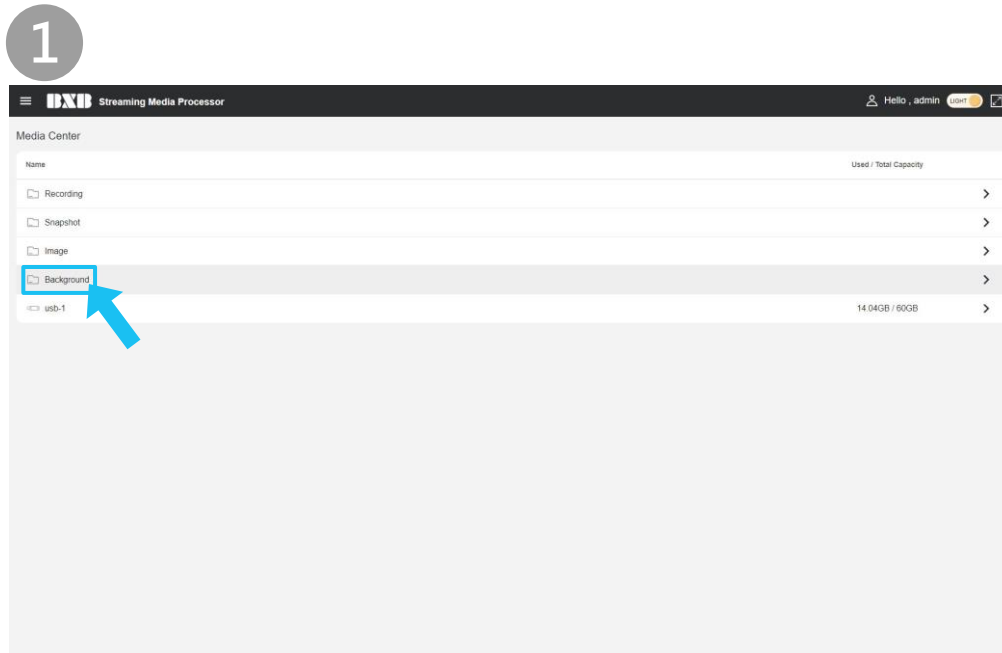 1
BXB Streaming Media Processor Hello , admin LIGHT
Media Center
Name Used / Total Capacity
Recording
Snapshot
Image
Background
usb-1 14.04GB / 60GB